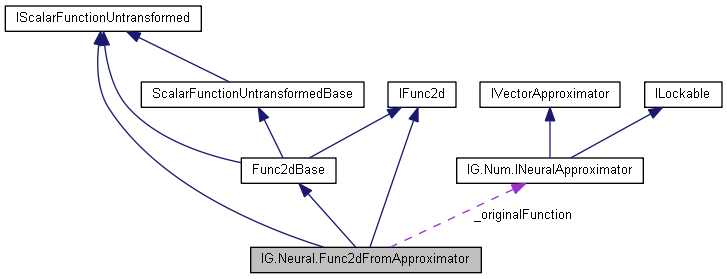 IScalarFunctionUntransformed
ScalarFunctionUntransformedBase
IFunc2d
IVectorApproximator
ILockable
Func2dBase
IG.Num.INeuralApproximator
_originalFunction
IG.Neural.Func2dFromApproximator